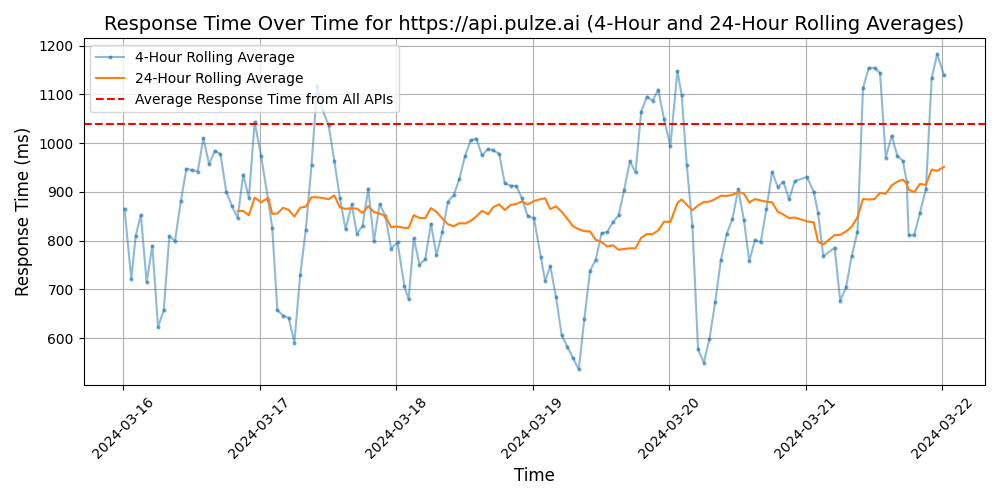 Response Time Over Time for https://api.pulze.ai (4-Hour and 24-Hour Rolling Averages)
4-Hour Rolling Average
24-Hour Rolling Average
Average Response Time from All APIs
Response Time (ms)
1200
1100
1000
900
800
700
600
2024-03-16
2024-03-17
2024-03-18
2024-03-19
2024-03-20
2024-03-21
2024-03-22
Time